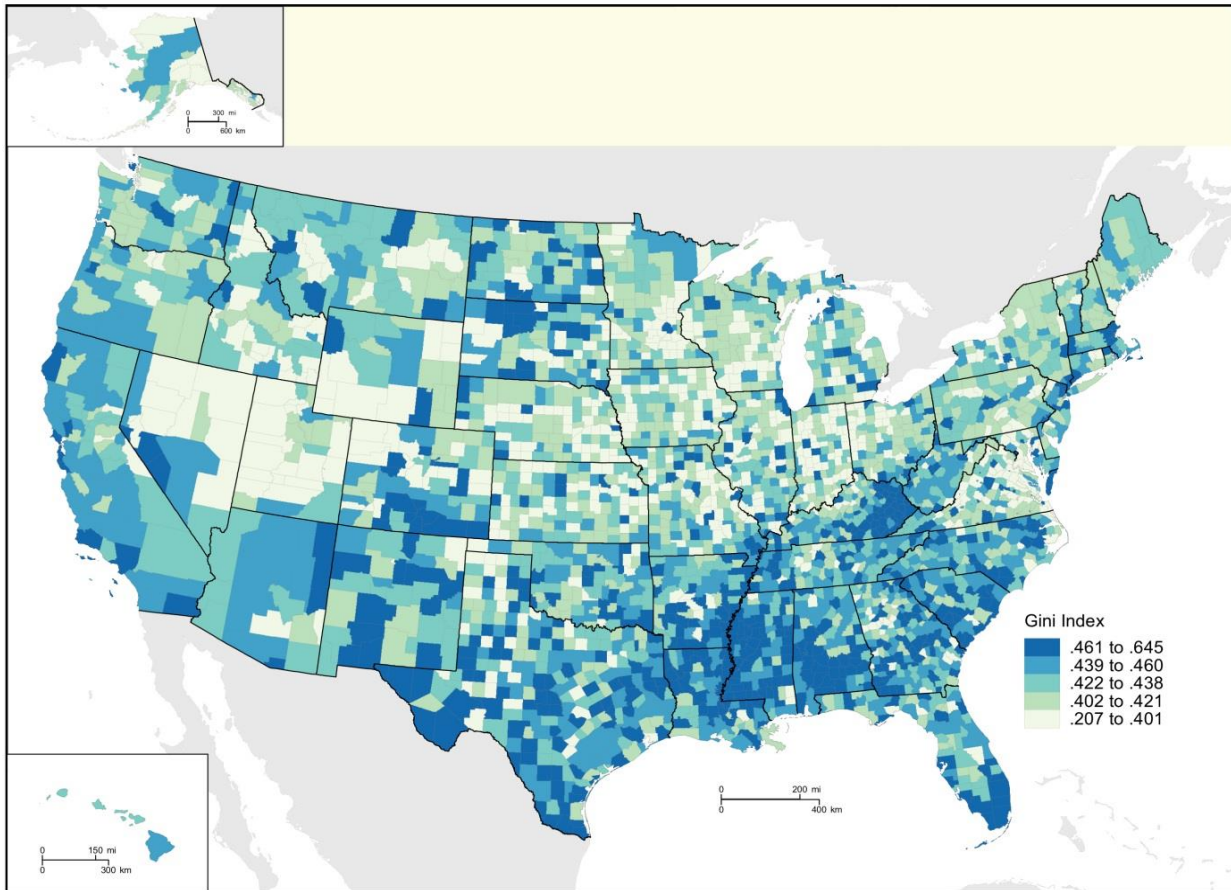 0 300 mi
0 600 km
Gini Index
.461 to .645
.439 to .460
.422 to .438
.402 to .421
.207 to .401
0 200 mi
0 400 km
0 150 mi
0 300 km